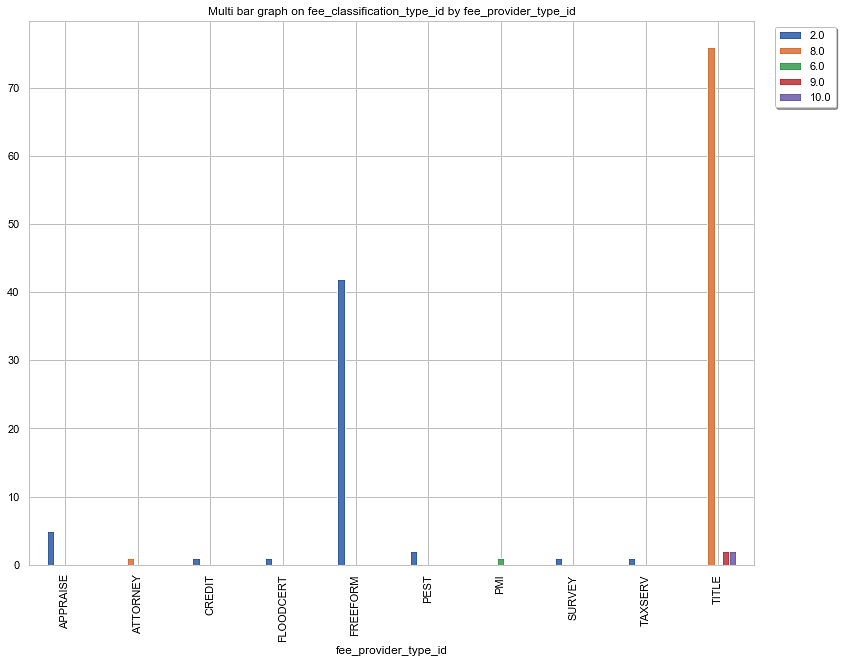 Multi bar graph on fee_classification_type_id by fee_provider_type_id
2.0
8.0
6.0
9.0
10.0
70
60
50
40
30
20
10
0
APPRAISE
ATTORNEY
CREDIT
FLOODCERT
FREEFORM
PEST
PMI
SURVEY
TAXSERV
TITLE
fee_provider_type_id